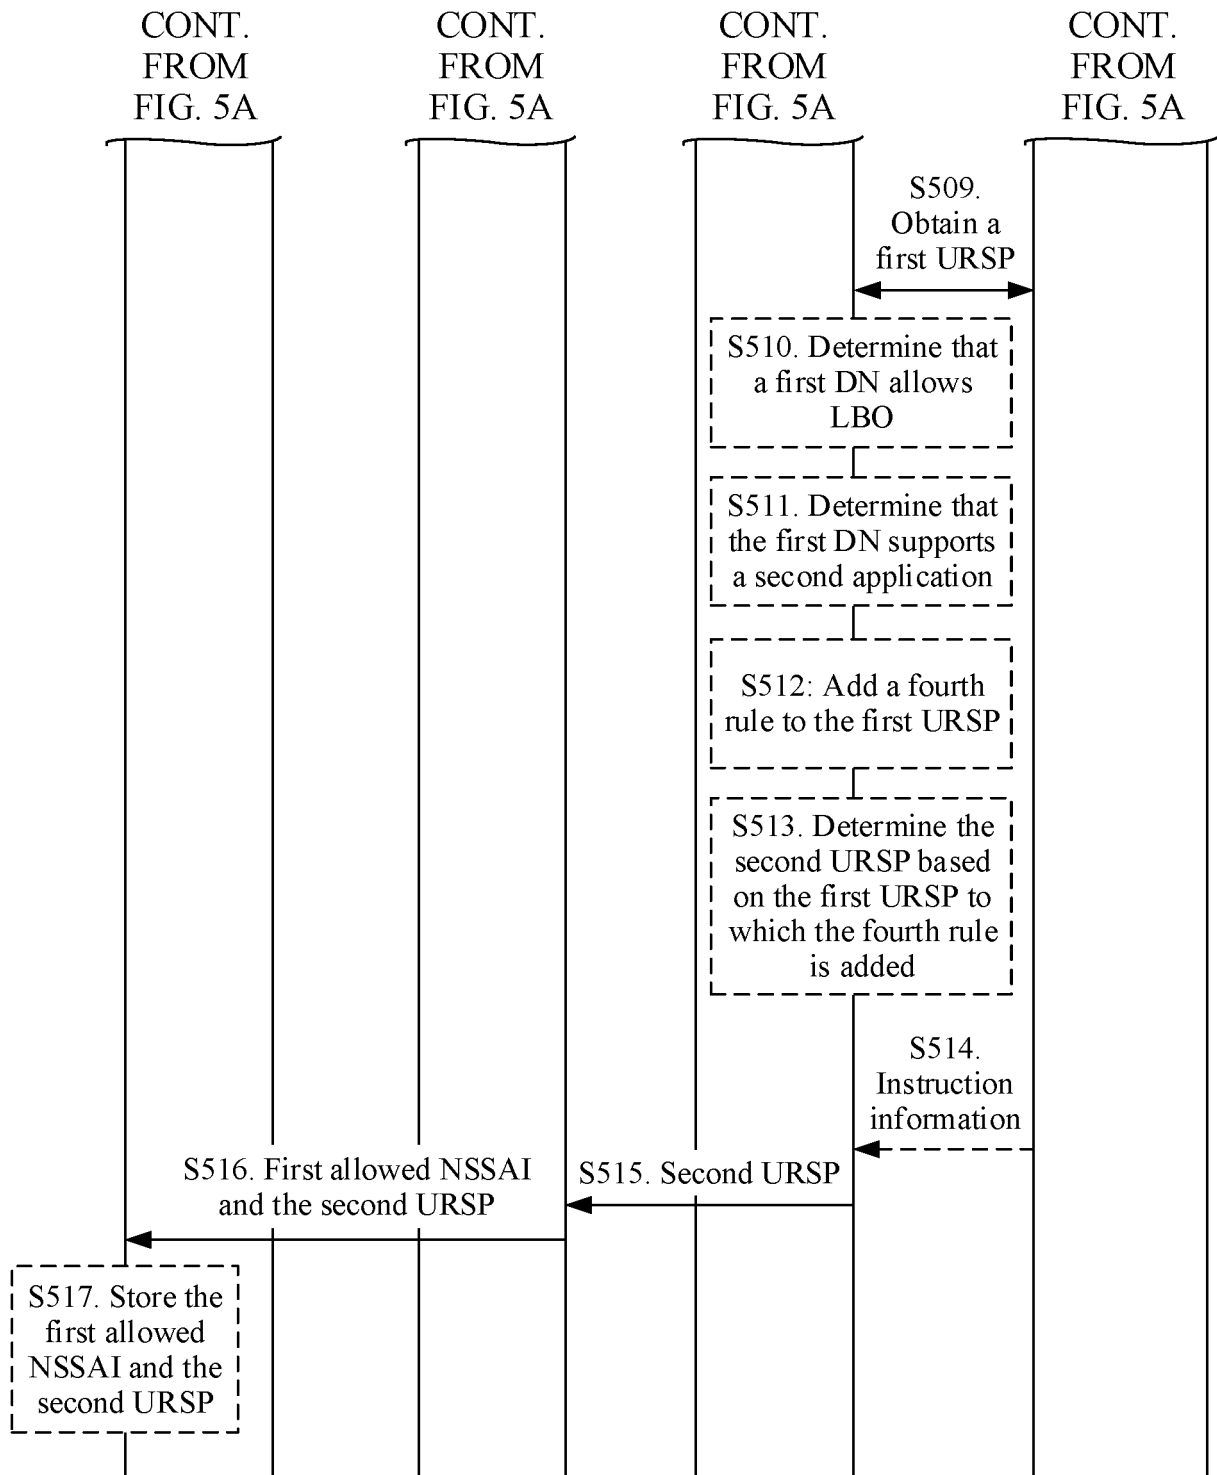 CONT.
FROM
FIG. 5A
CONT.
FROM
FIG. 5A
CONT.
FROM
FIG. 5A
CONT.
FROM
FIG. 5A
S509.
Obtain a
first URSP
S510. Determine that
a first DN allows
LBO
S511. Determine that
the first DN supports
a second application
S512: Add a fourth
rule to the first URSP
S513. Determine the
second URSP based
on the first URSP to
which the fourth rule
is added
S514.
Instruction
information
S515. Second URSP
S516. First allowed NSSAI
and the second URSP
S517. Store the
first allowed
NSSAI and the
second URSP